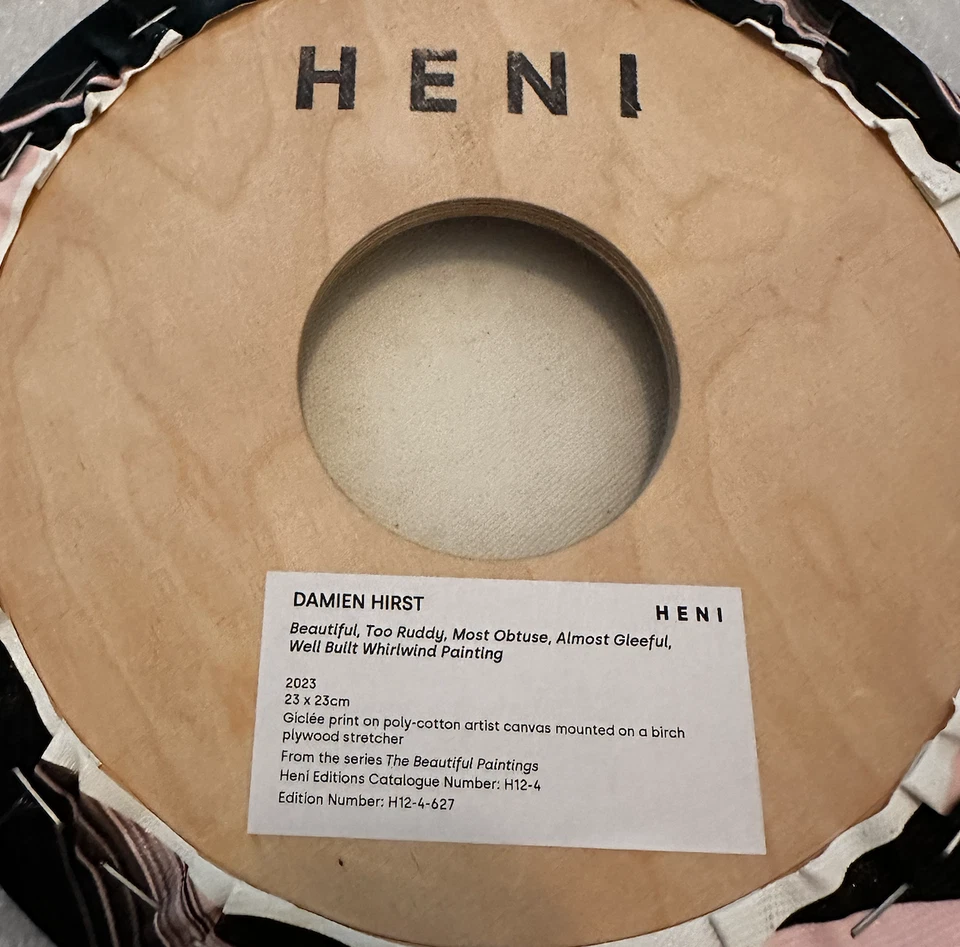 HENI
DAMIEN HIRST
HENI
Beautiful, Too Ruddy, Most Obtuse, Almost Gleeful,
Well Built Whirlwind Painting
2023
23 x 23cm
Giclée print on poly-cotton artist canvas mounted on a birch
plywood stretcher
From the series The Beautiful Paintings
Heni Editions Catalogue Number: H12-4
Edition Number: H12-4-627